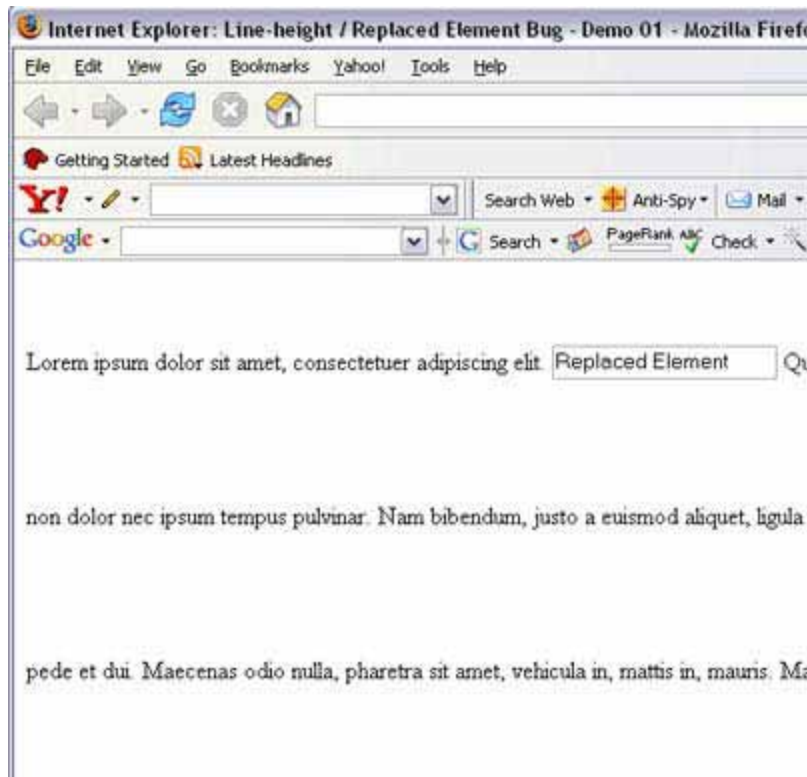 Internet Explorer: Line-height / Replaced Element Bug - Demo 01 - Mozilla Firefo
File Edit View Go Bookmarks Yahoo! Tools Help
Getting Started Latest Headlines
Y! Search Web Anti-Spy Mail
Google Search PageRank ABC Check
Lorem ipsum dolor sit amet, consectetuer adipiscing elit. Replaced Element Qu
non dolor nec ipsum tempus pulvinar. Nam bibendum, justo a euismod aliquet, ligula
pede et dui. Maecenas odio nulla, pharetra sit amet, vehicula in, mattis in, mauris. Ma